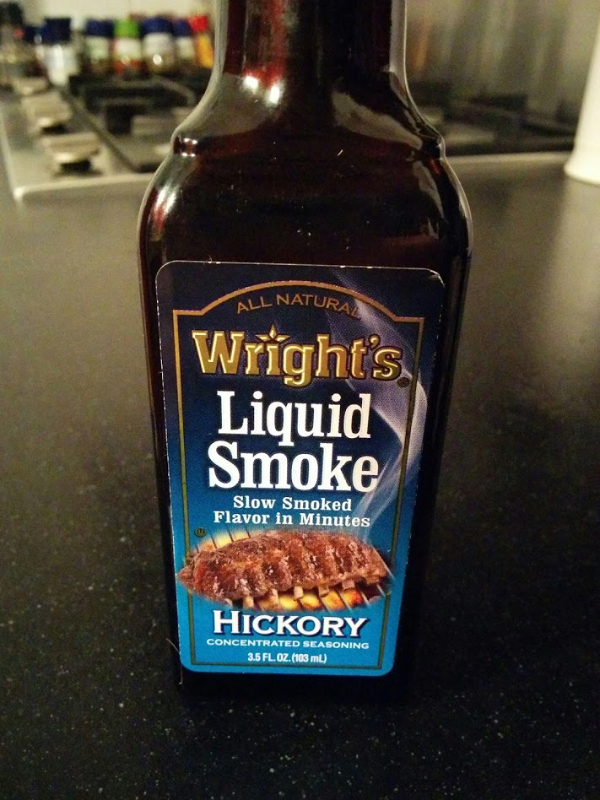 ALL NATURAL
Wright's®
Liquid
Smoke
Slow Smoked
Flavor in Minutes
HICKORY
CONCENTRATED SEASONING
3.5 FL. OZ. (103 mL)